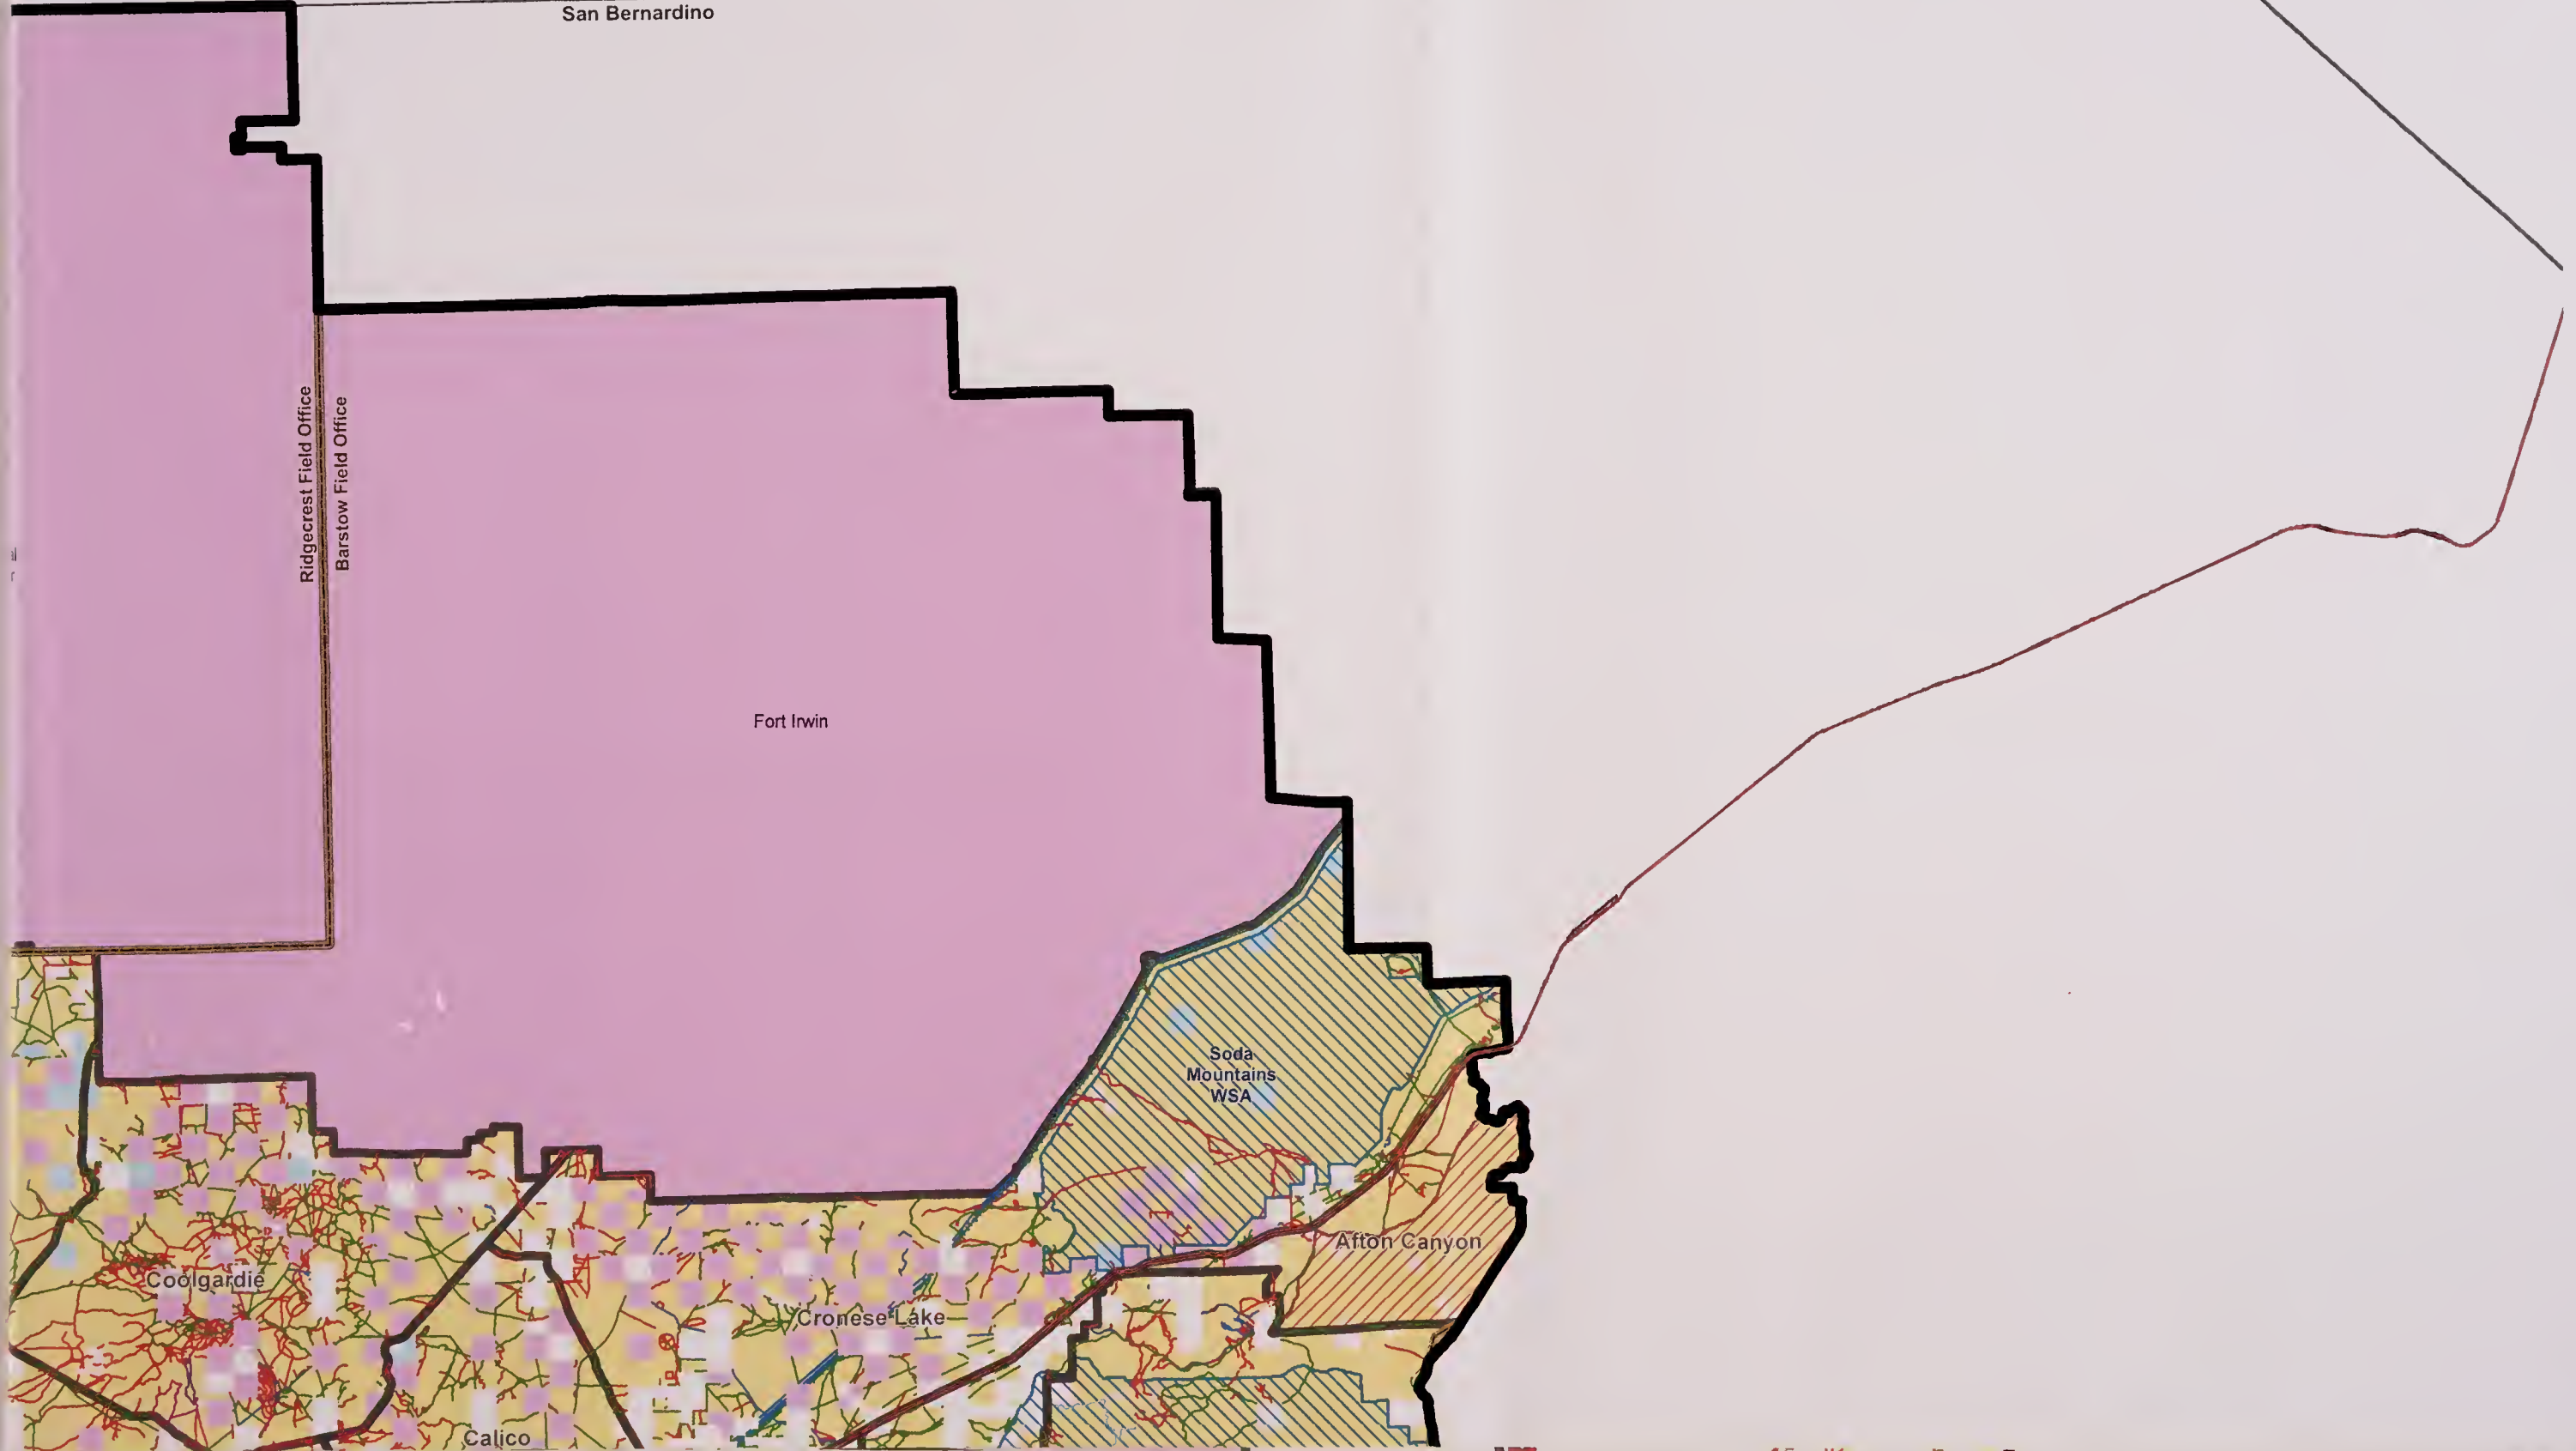 San Bernardino
Ridgecrest Field Office
Barstow Field Office
Fort Irwin
Soda
Mountains
WSA
Afton Canyon
Coolgardie
Cronese Lake
Calico